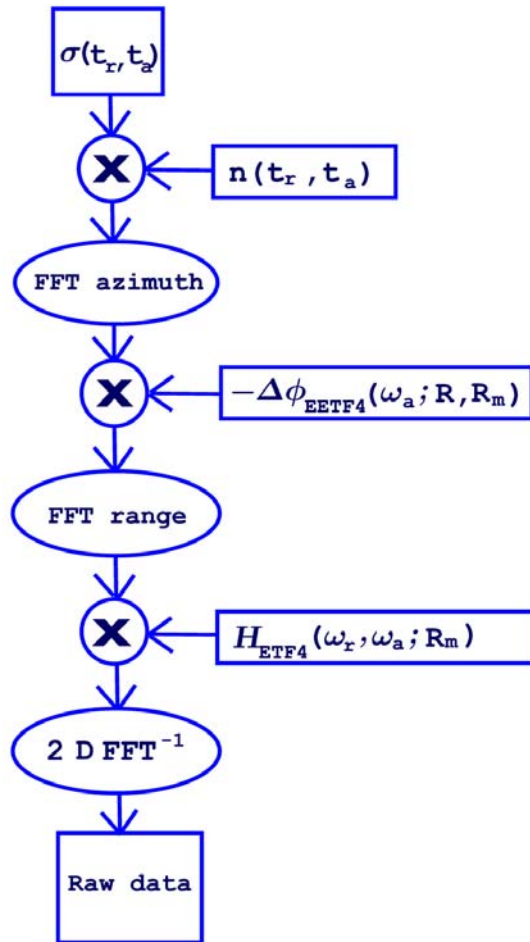 σ(t_r, t_a)
X
n(t_r, t_a)
FFT azimuth
X
−Δϕ_EETF4(ω_a; R, R_m)
FFT range
X
H_ETF4(ω_r, ω_a; R_m)
2 D FFT^-1
Raw data